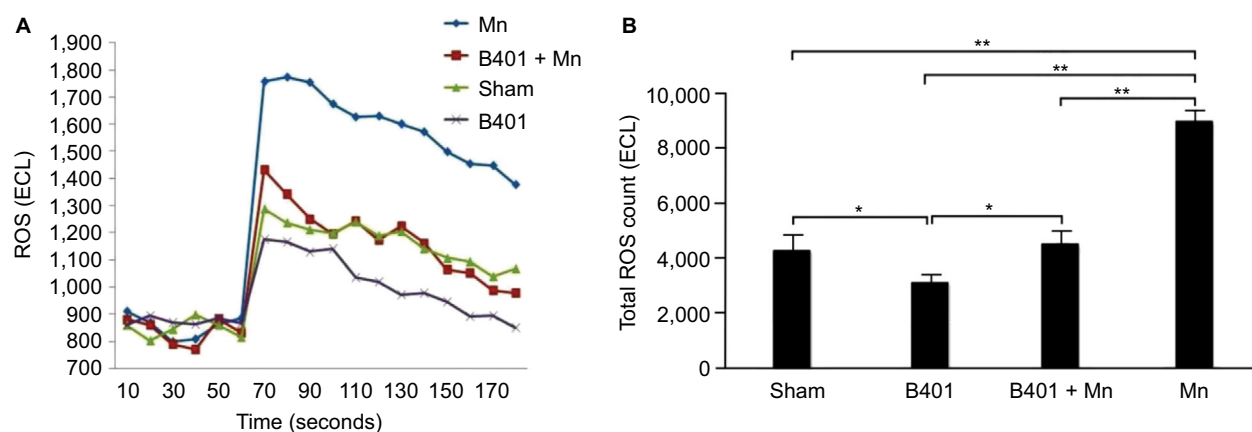 A
Mn
B401 + Mn
Sham
B401
1,900
1,800
1,700
1,600
1,500
1,400
1,300
1,200
1,100
1,000
900
800
700
ROS (ECL)
10 30 50 70 90 110 130 150 170
Time (seconds)
B
**
**
**
*
*
10,000
8,000
6,000
4,000
2,000
0
Total ROS count (ECL)
Sham B401 B401 + Mn Mn